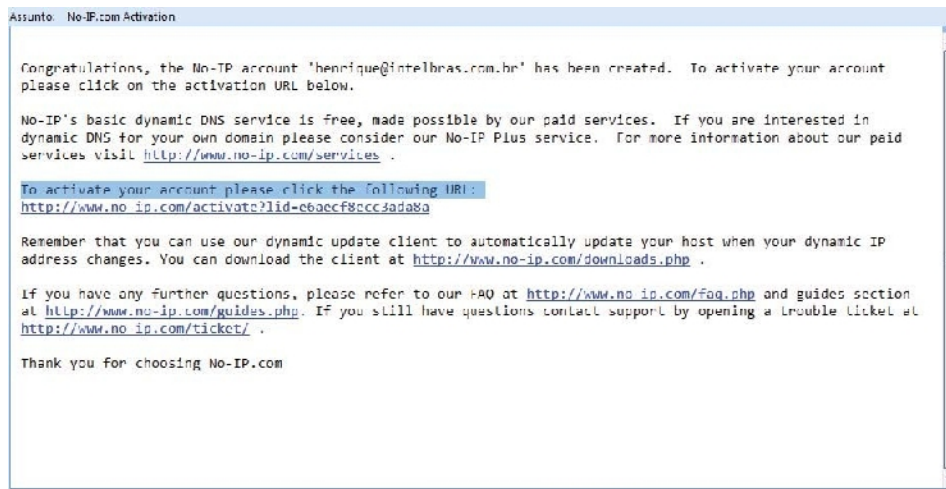 Assunto: No-IP.com Activation
Congratulations, the No-IP account 'henrique@intelbras.com.br' has been created. To activate your account
please click on the activation URL below.
No-IP's basic dynamic DNS service is free, made possible by our paid services. If you are interested in
dynamic DNS for your own domain please consider our No-IP Plus service. For more information about our paid
services visit http://www.no-ip.com/services .
To activate your account please click the following URL:
http://www.no-ip.com/activate?lid=e6aecf8ecc3ada8a
Remember that you can use our dynamic update client to automatically update your host when your dynamic IP
address changes. You can download the client at http://www.no-ip.com/downloads.php .
If you have any further questions, please refer to our FAQ at http://www.no-ip.com/faq.php and guides section
at http://www.no-ip.com/guides.php. If you still have questions contact support by opening a trouble ticket at
http://www.no-ip.com/ticket/ .
Thank you for choosing No-IP.com